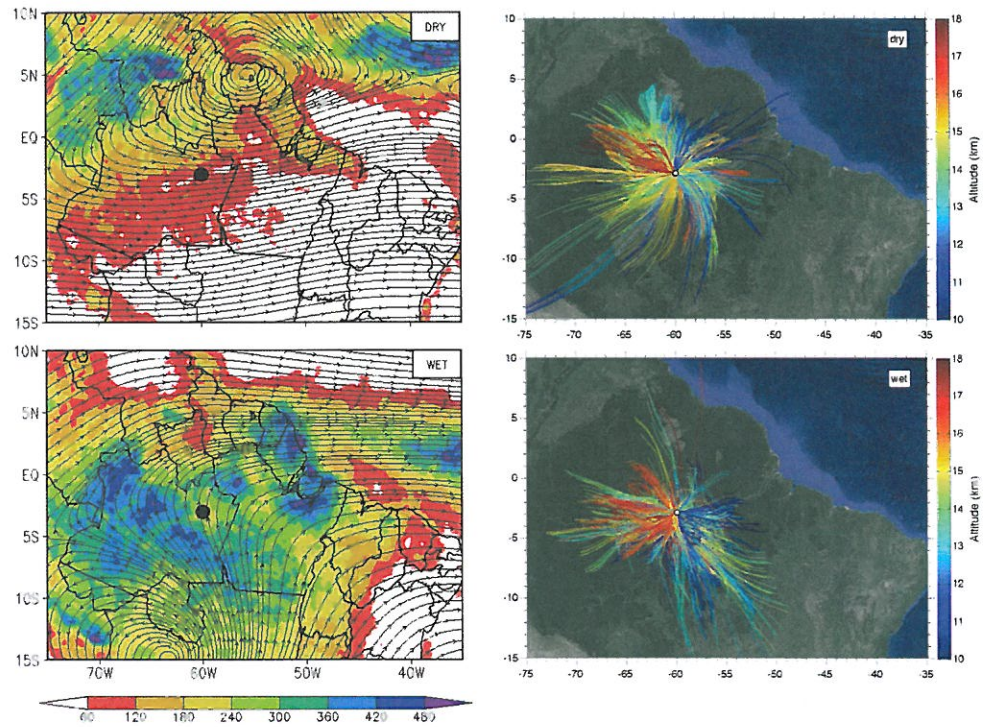 10N
DRY
5N
EQ
5S
10S
15S
10
dry
5
0
-5
-10
-15
-75 -70 -65 -60 -55 -50 -45 -40 -35
18
17
16
15
14
13
12
11
10
Altitude (km)
10N
WET
5N
EQ
5S
10S
15S
70W 60W 50W 40W
60 120 180 240 300 360 420 480
10
wet
5
0
-5
-10
-15
-75 -70 -65 -60 -55 -50 -45 -40 -35
18
17
16
15
14
13
12
11
10
Altitude (km)